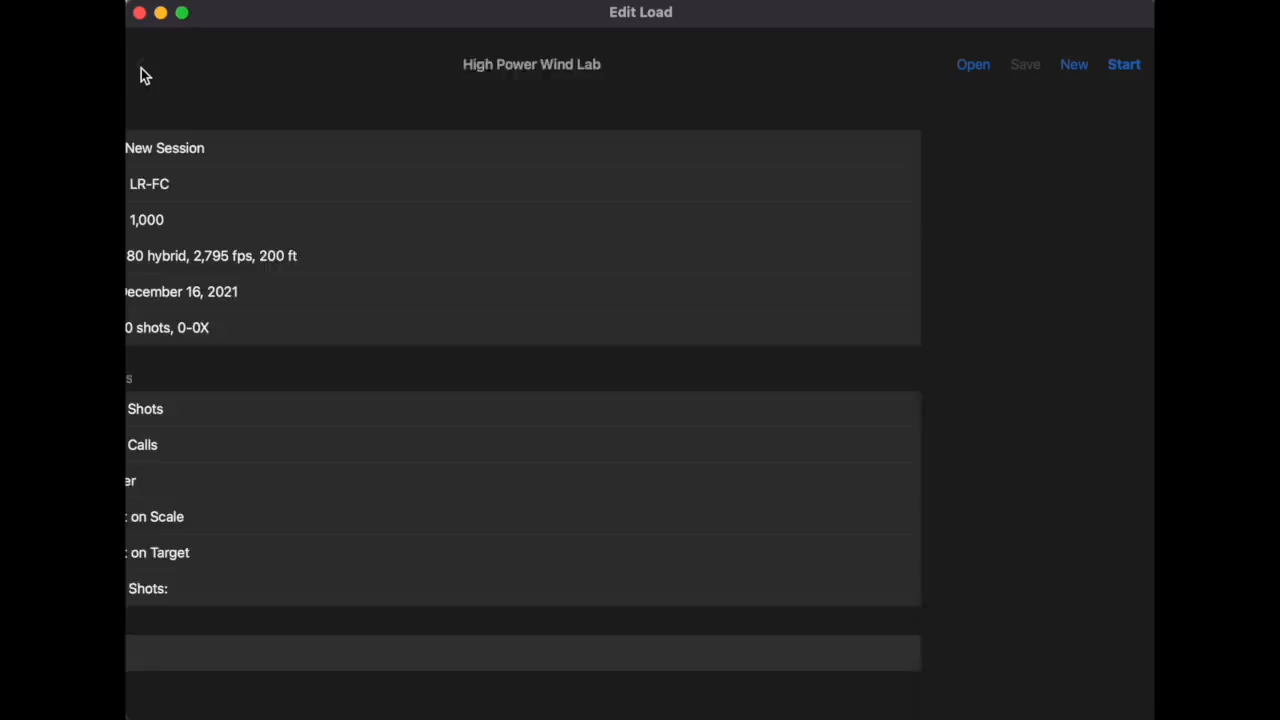 Edit Load
High Power Wind Lab
Open Save New Start
New Session
LR-FC
1,000
80 hybrid, 2,795 fps, 200 ft
ecember 16, 2021
0 shots, 0-0X
s
Shots
Calls
er
t on Scale
t on Target
Shots: